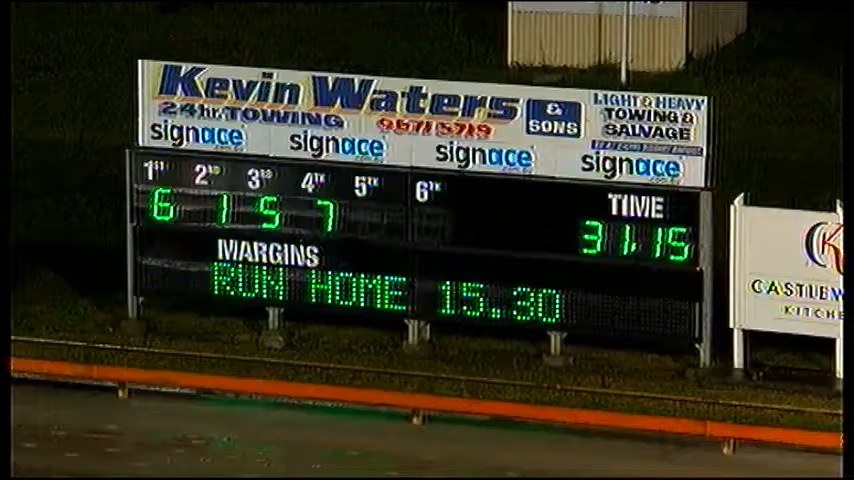 Kevin Waters & SONS
24hr. TOWING
9671 5719
LIGHT & HEAVY
TOWING &
SALVAGE
signace signace signace signace
1ST 2ND 3RD 4TH 5TH 6TH TIME
6 1 5 7 31.15
MARGINS
RUN HOME 15.30
CASTLEW
KITCHE